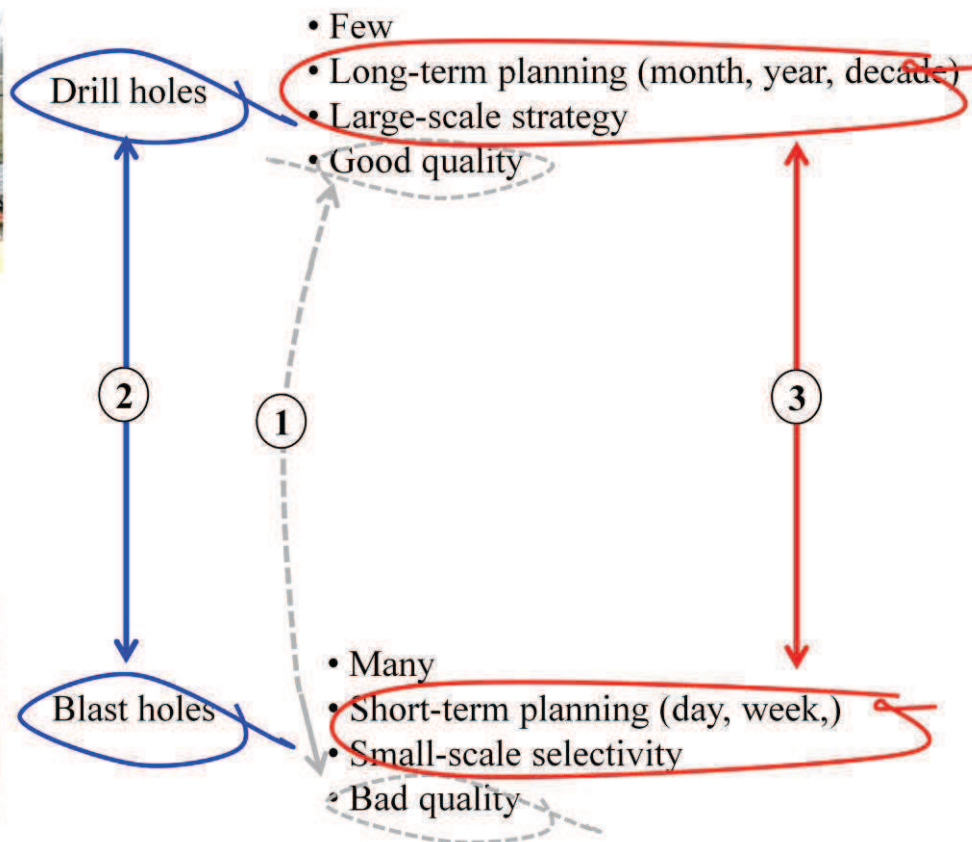 • Few
Drill holes
• Long-term planning (month, year, decade)
• Large-scale strategy
• Good quality
2
1
3
• Many
Blast holes
• Short-term planning (day, week,)
• Small-scale selectivity
• Bad quality